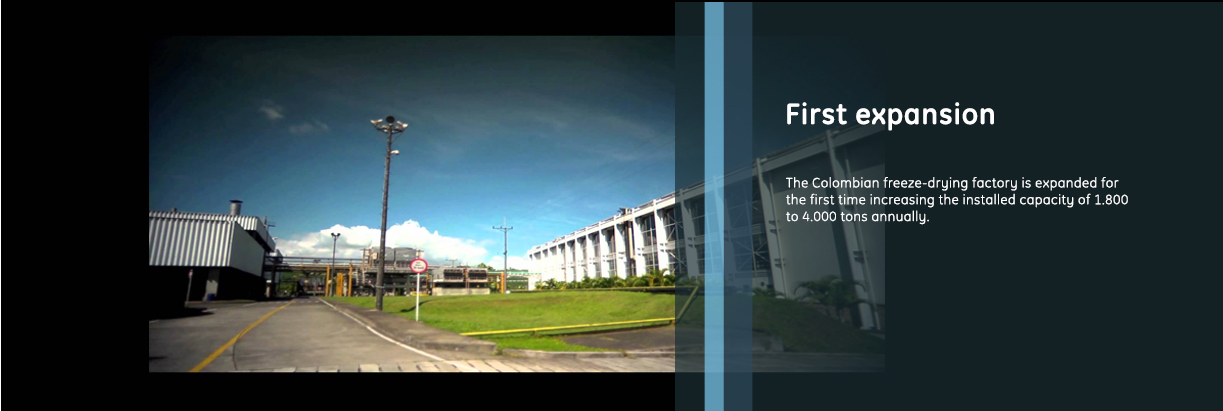 First expansion
The Colombian freeze-drying factory is expanded for
the first time increasing the installed capacity of 1.800
to 4.000 tons annually.